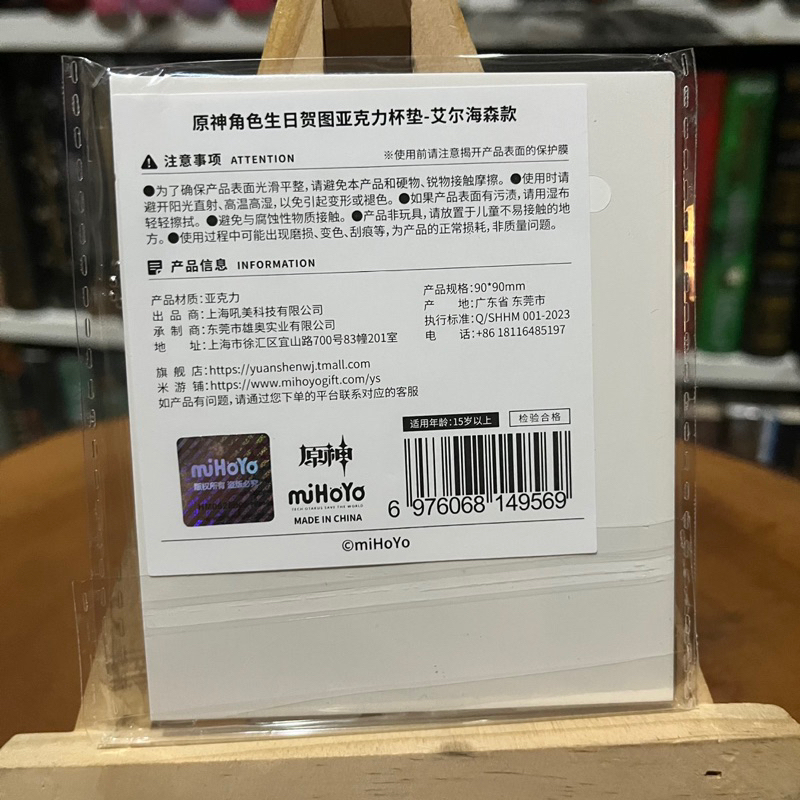 原神角色生日贺图亚克力杯垫-艾尔海森款
注意事项 ATTENTION ※使用前请注意揭开产品表面的保护膜
●为了确保产品表面光滑平整,请避免本产品和硬物、锐物接触摩擦。●使用时请
避开阳光直射、高温高湿,以免引起变形或褪色。●如果产品表面有污渍,请用湿布
轻轻擦拭。●避免与腐蚀性物质接触。●产品非玩具,请放置于儿童不易接触的地
方。●使用过程中可能出现磨损、变色、刮痕等,为产品的正常损耗,非质量问题。
产品信息 INFORMATION
产品材质:亚克力 产品规格:90*90mm
出品商:上海吼美科技有限公司 产地:广东省 东莞市
承制商:东莞市雄奥实业有限公司 执行标准:Q/SHHM 001-2023
地址:上海市徐汇区宜山路700号83幢201室 电话:+86 18116485197
旗舰店:https://yuanshenwj.tmall.com
米游铺:https://www.mihoyogift.com/ys
如产品有问题,请通过您下单的平台联系对应的客服
适用年龄:15岁以上 检验合格
miHoYo
版权所有 盗版必究
原神
miHoYo
TECH OTAKUS SAVE THE WORLD
MADE IN CHINA
6 976068 149569
©miHoYo